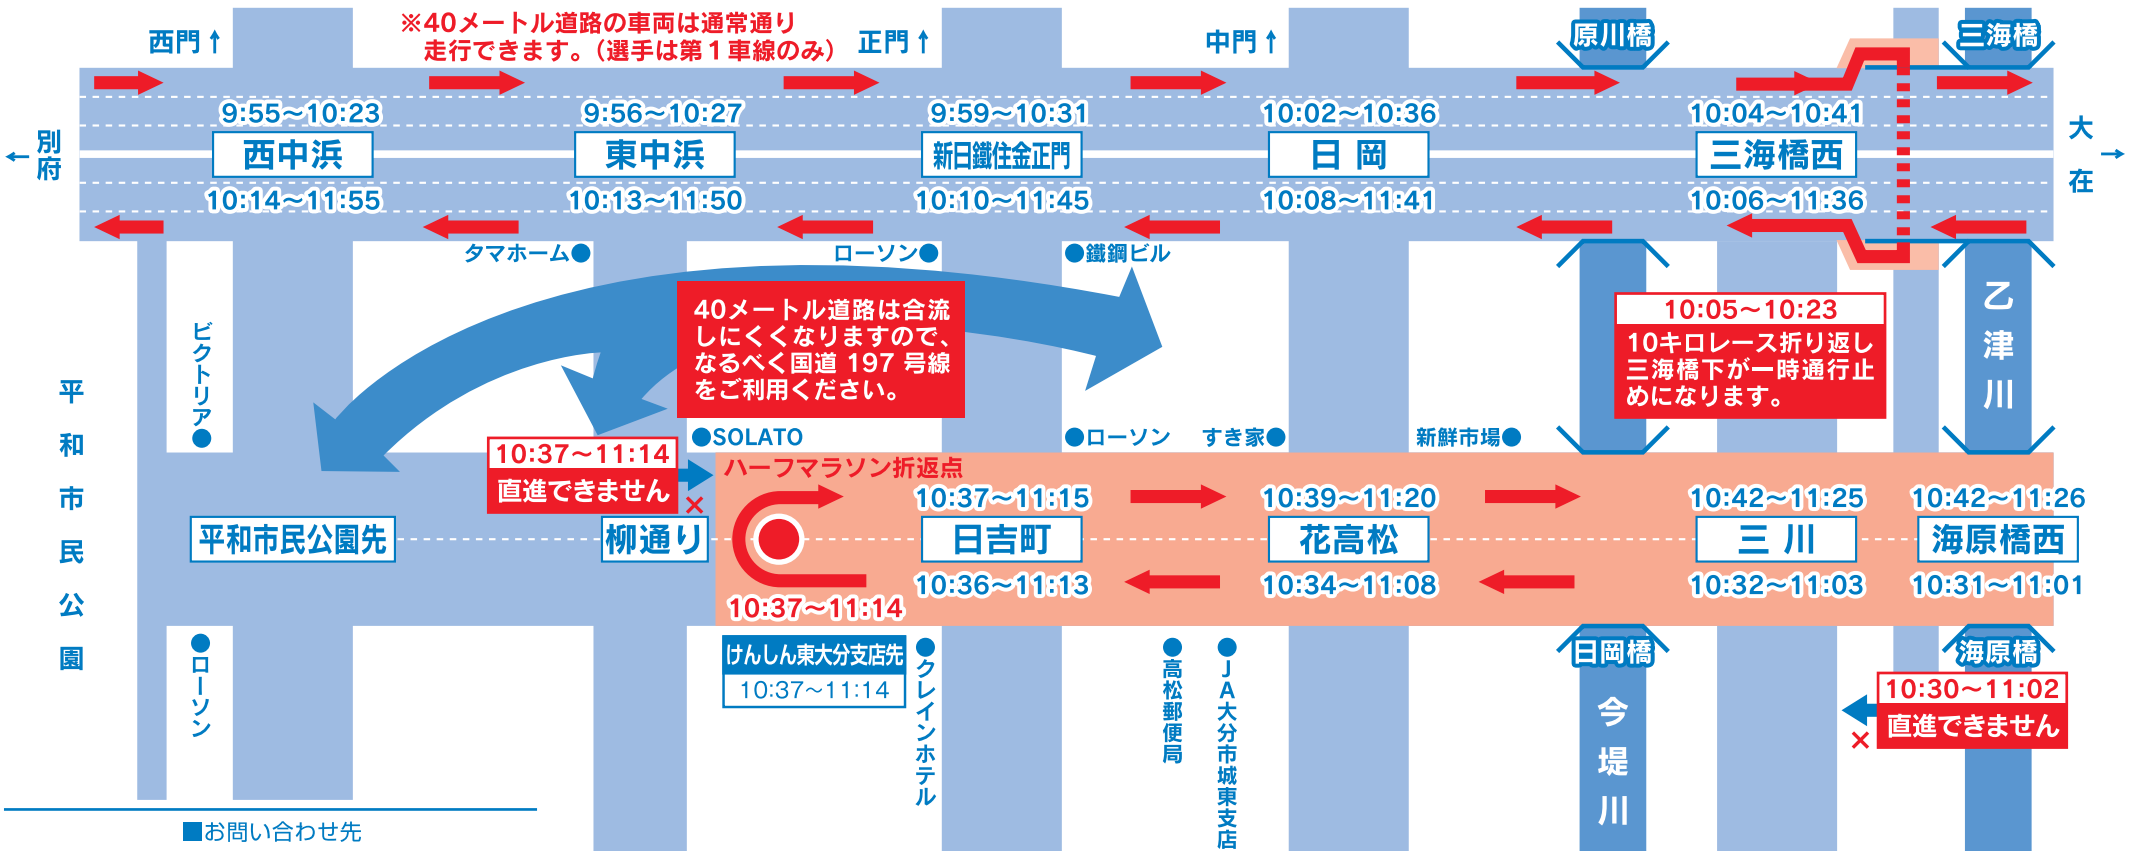 ※40メートル道路の車両は通常通り
走行できます。（選手は第１車線のみ）
西門↑
正門↑
中門↑
原川橋
三海橋
←別府
大在→
9:55〜10:23
西中浜
10:14〜11:55
9:56〜10:27
東中浜
10:13〜11:50
9:59〜10:31
新日鐵住金正門
10:10〜11:45
10:02〜10:36
日岡
10:08〜11:41
10:04〜10:41
三海橋西
10:06〜11:36
タマホーム
ローソン
鐵鋼ビル
ビクトリア
40メートル道路は合流
しにくくなりますので、
なるべく国道 197 号線
をご利用ください。
10:05〜10:23
10キロレース折り返し
三海橋下が一時通行止
めになります。
乙津川
平和市民公園
SOLATO
ローソン
すき家
新鮮市場
10:37〜11:14
直進できません
×
ハーフマラソン折返点
平和市民公園先
柳通り
10:37〜11:14
10:37〜11:15
日吉町
10:36〜11:13
10:39〜11:20
花高松
10:34〜11:08
10:42〜11:25
三川
10:32〜11:03
10:42〜11:26
海原橋西
10:31〜11:01
けんしん東大分支店先
10:37〜11:14
ローソン
クレインホテル
高松郵便局
JA大分市城東支店
日岡橋
今堤川
海原橋
10:30〜11:02
直進できません
×
■お問い合わせ先